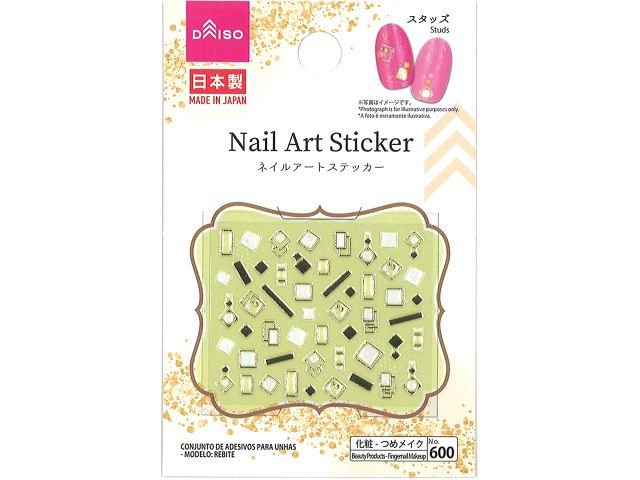 DAISO
日本製
MADE IN JAPAN
スタッズ
Studs
※写真はイメージです。
*Photograph is for illustrative purposes only.
*A foto é meramente ilustrativa.
Nail Art Sticker
ネイルアートステッカー
CONJUNTO DE ADESIVOS PARA UNHAS
- MODELO: REBITE
化粧 - つめメイク
Beauty Products - Fingernail Makeup
No.
600